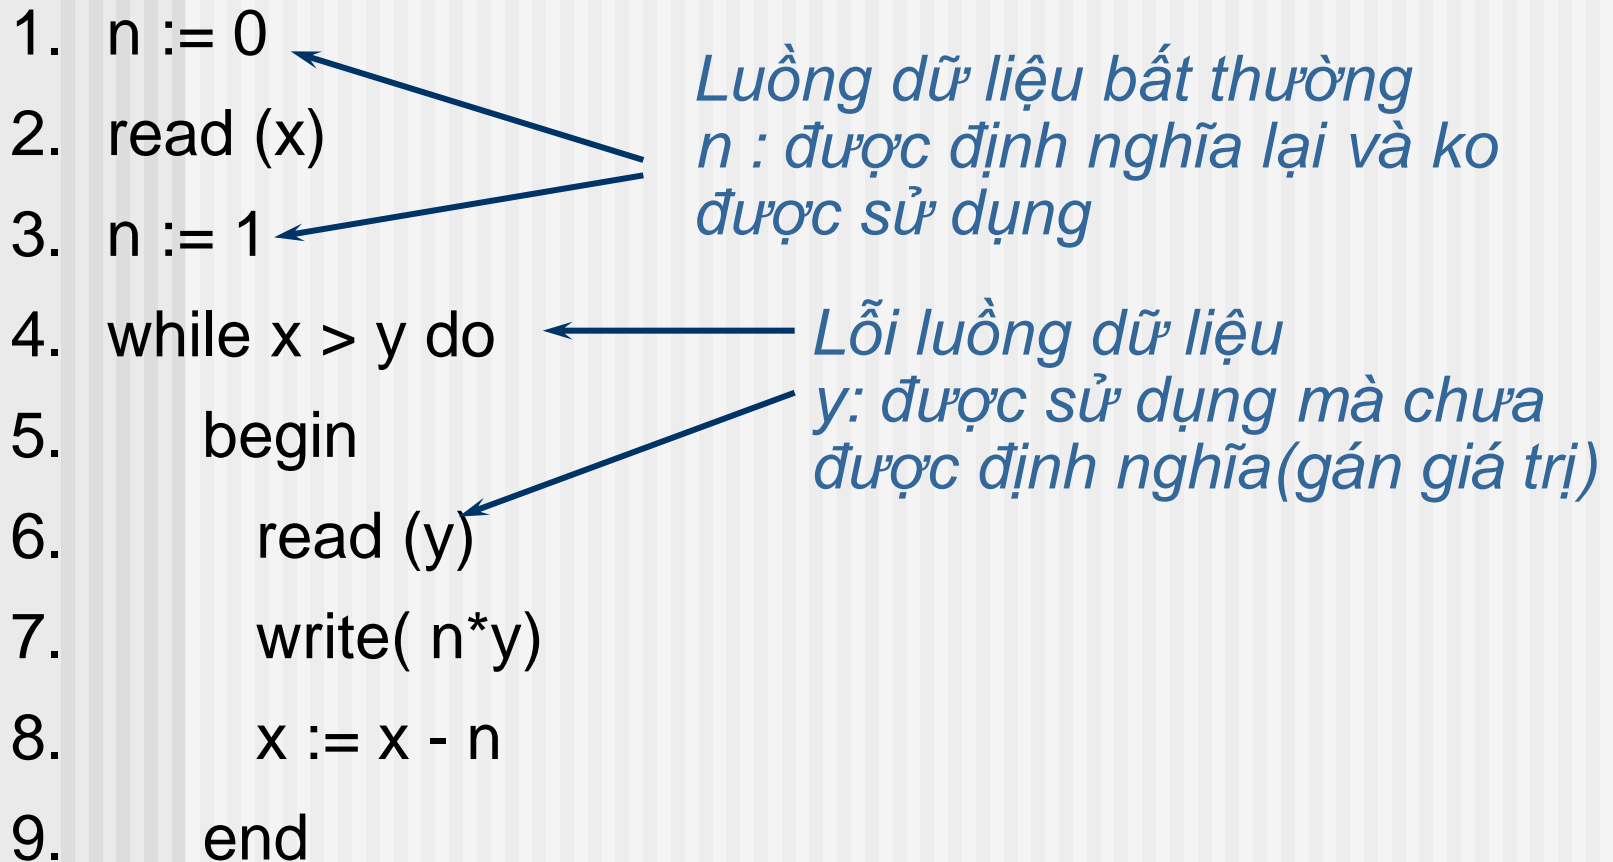 1. n := 0
2. read (x)
3. n := 1
4. while x > y do
5. begin
6. read (y)
7. write( n*y)
8. x := x - n
9. end
Luồng dữ liệu bất thường
n : được định nghĩa lại và ko
được sử dụng
Lỗi luồng dữ liệu
y: được sử dụng mà chưa
được định nghĩa(gán giá trị)